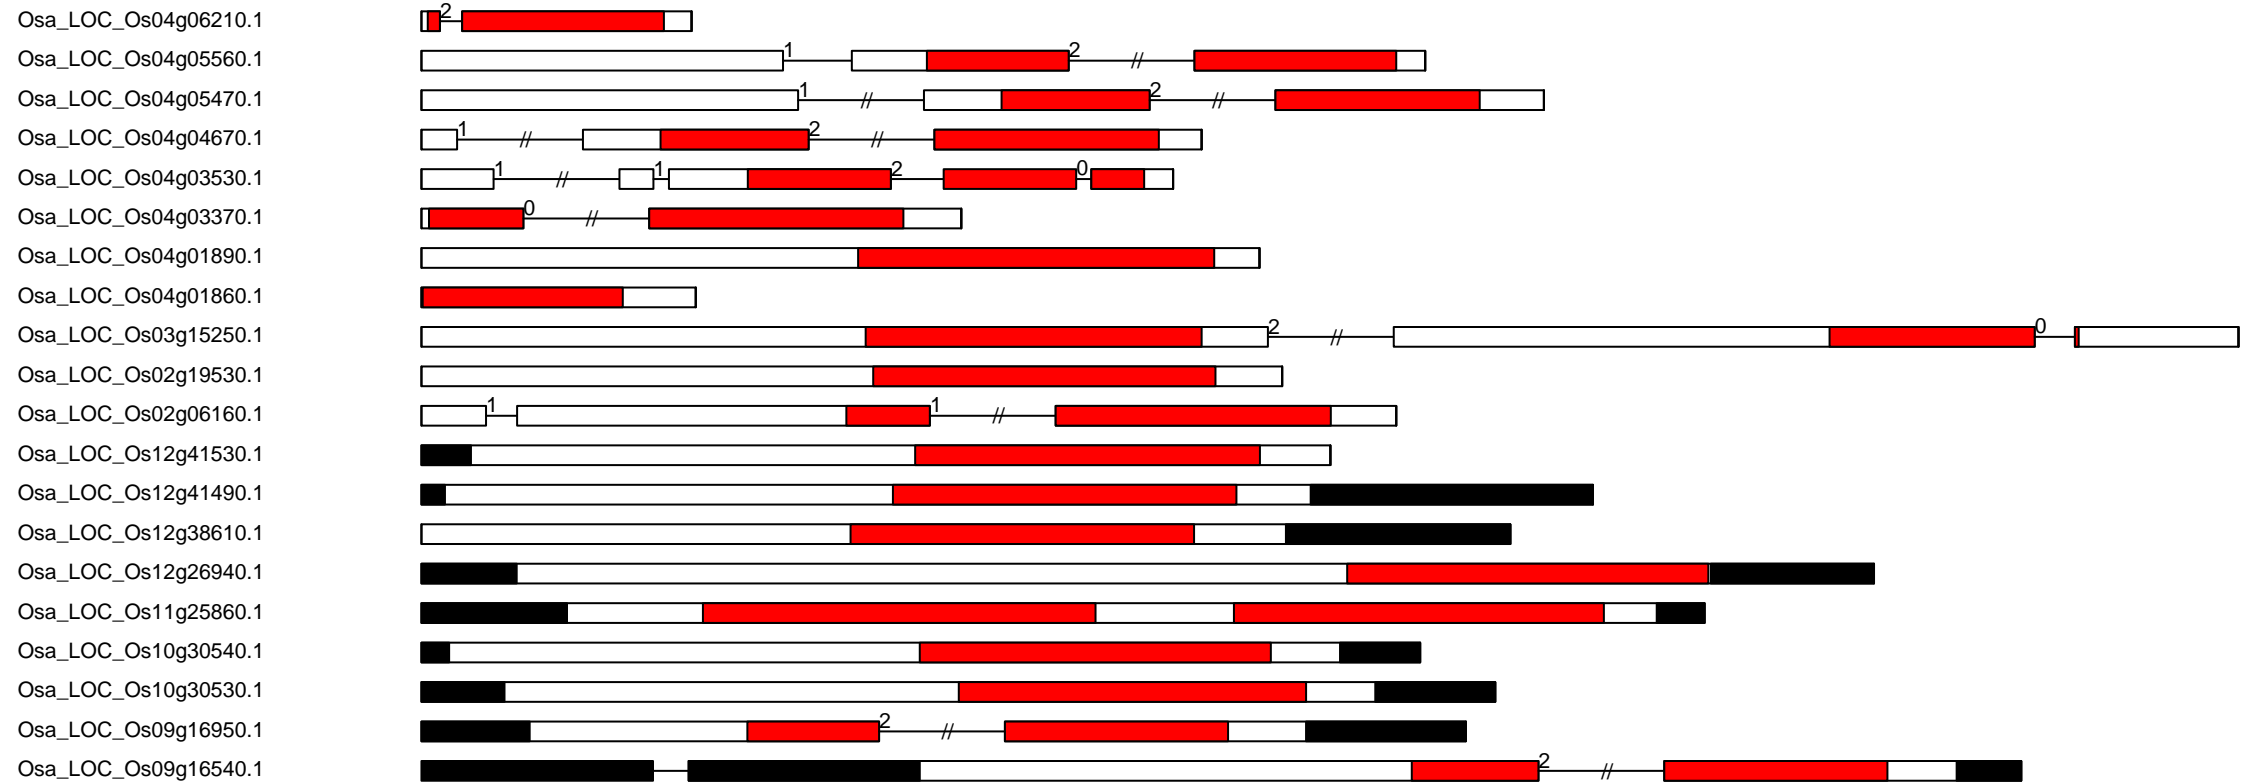 Osa_LOC_Os04g06210.1 2
Osa_LOC_Os04g05560.1 1 2 //
Osa_LOC_Os04g05470.1 1 // 2 //
Osa_LOC_Os04g04670.1 1 // 2 //
Osa_LOC_Os04g03530.1 1 // 1 2 0
Osa_LOC_Os04g03370.1 0 //
Osa_LOC_Os04g01890.1
Osa_LOC_Os04g01860.1
Osa_LOC_Os03g15250.1 2 // 0
Osa_LOC_Os02g19530.1
Osa_LOC_Os02g06160.1 1 1 //
Osa_LOC_Os12g41530.1
Osa_LOC_Os12g41490.1
Osa_LOC_Os12g38610.1
Osa_LOC_Os12g26940.1
Osa_LOC_Os11g25860.1
Osa_LOC_Os10g30540.1
Osa_LOC_Os10g30530.1
Osa_LOC_Os09g16950.1 2 //
Osa_LOC_Os09g16540.1 2 //